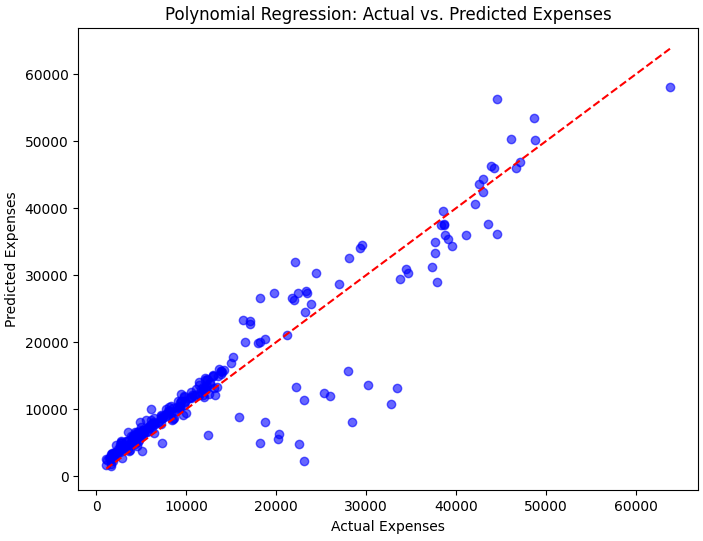 Polynomial Regression: Actual vs. Predicted Expenses
60000
50000
40000
30000
20000
10000
0
Predicted Expenses
0 10000 20000 30000 40000 50000 60000
Actual Expenses